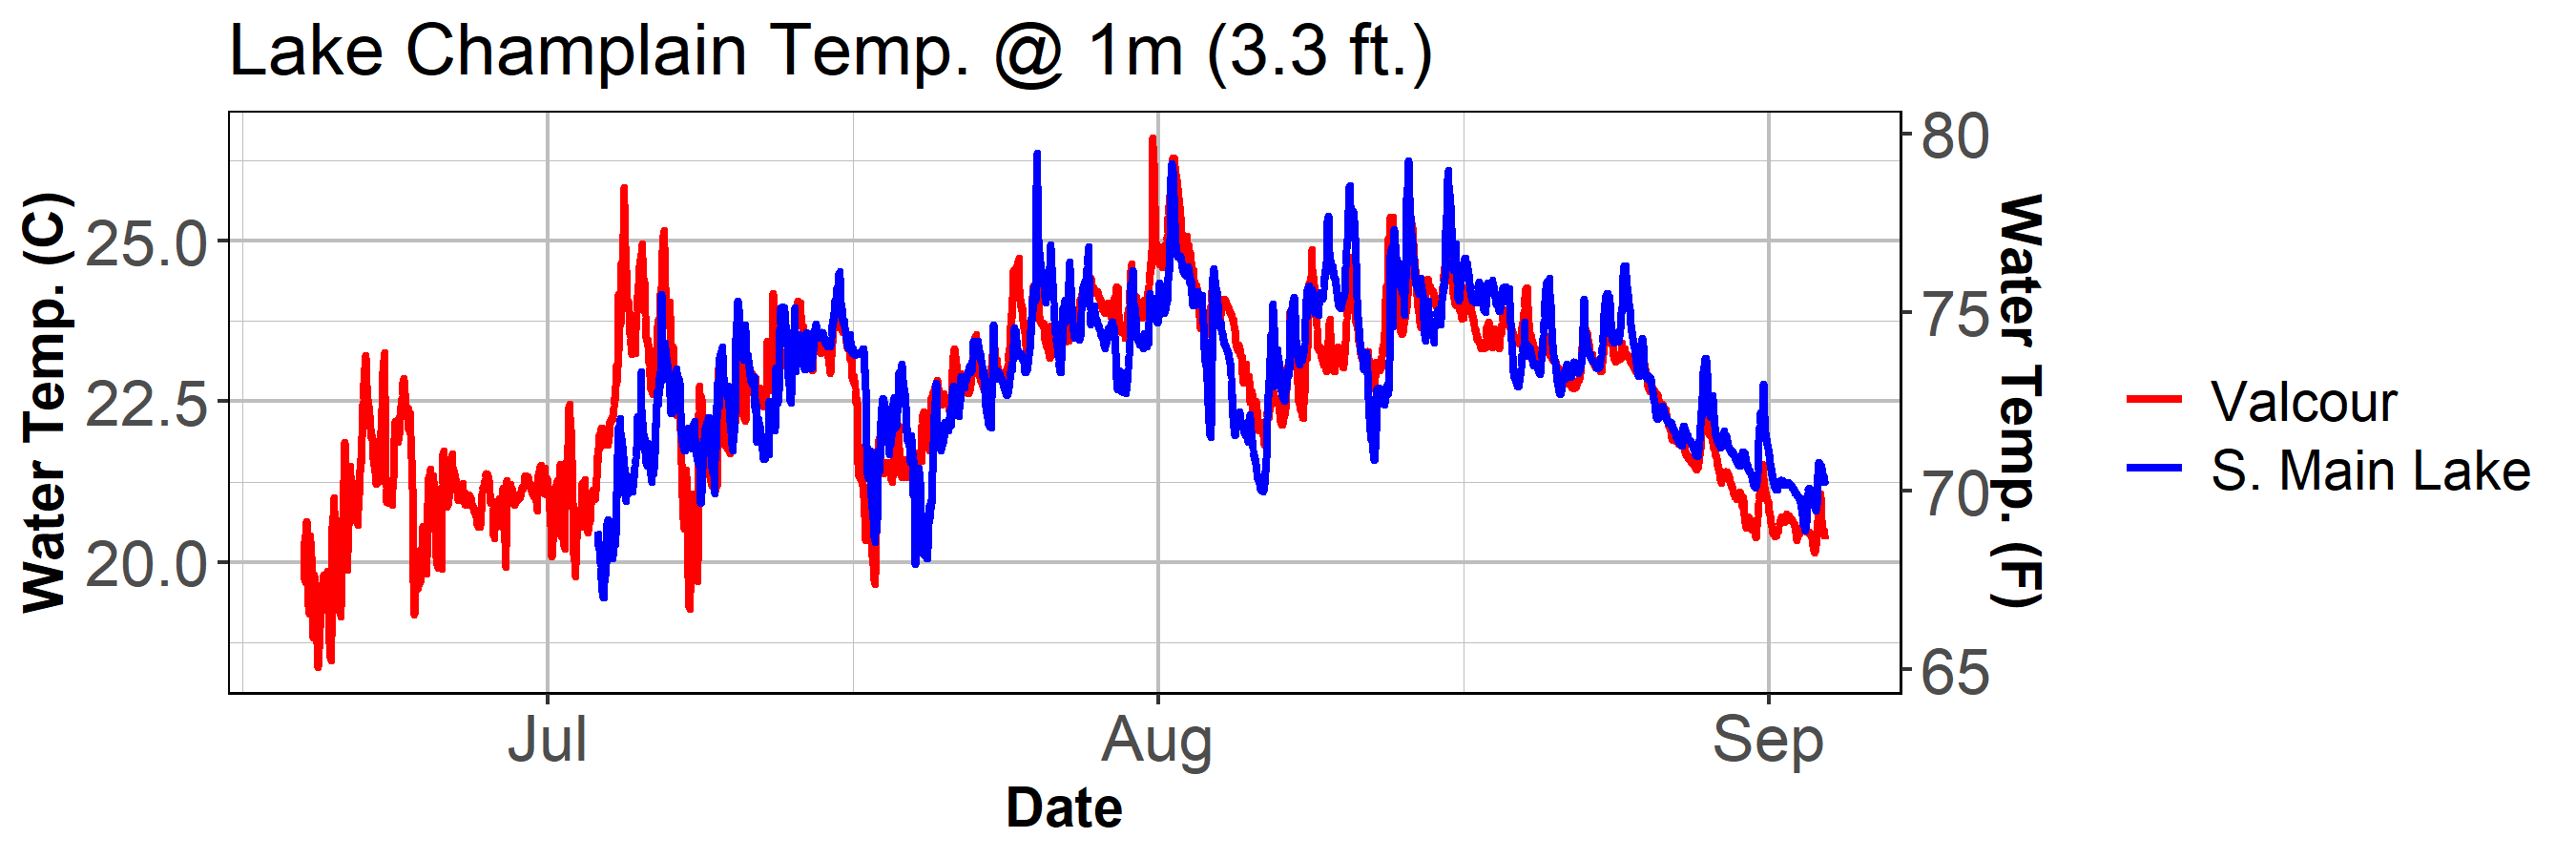 Lake Champlain Temp. @ 1m (3.3 ft.)
Water Temp. (C)
25.0
22.5
20.0
80
75
70
65
Water Temp. (F)
Jul
Aug
Sep
Date
Valcour
S. Main Lake